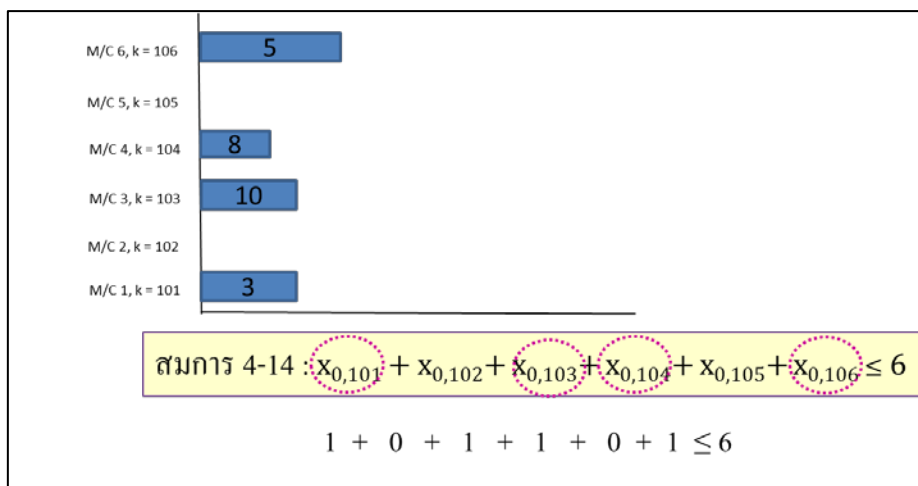 M/C 6, k = 106
5
M/C 5, k = 105
M/C 4, k = 104
8
M/C 3, k = 103
10
M/C 2, k = 102
M/C 1, k = 101
3
สมการ 4-14 : x0,101 + x0,102 + x0,103 + x0,104 + x0,105 + x0,106 ≤ 6
1 + 0 + 1 + 1 + 0 + 1 ≤ 6